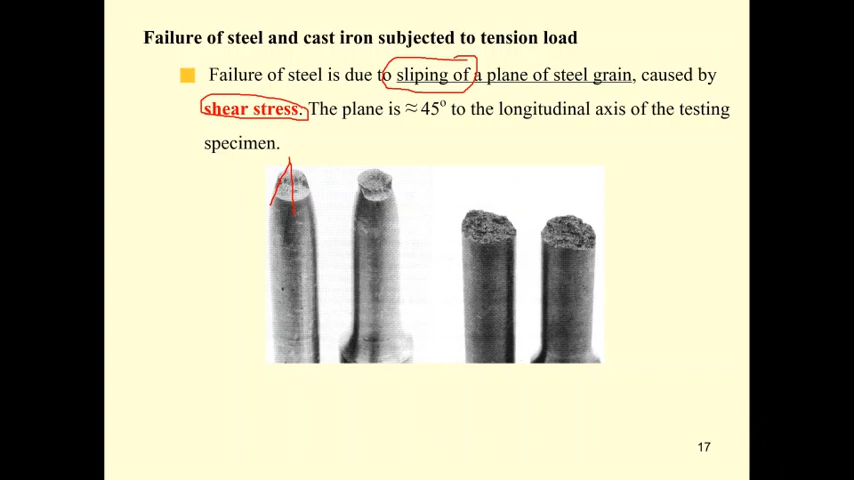 Failure of steel and cast iron subjected to tension load
Failure of steel is due to sliping of a plane of steel grain, caused by
shear stress. The plane is ≈ 45° to the longitudinal axis of the testing
specimen.
17